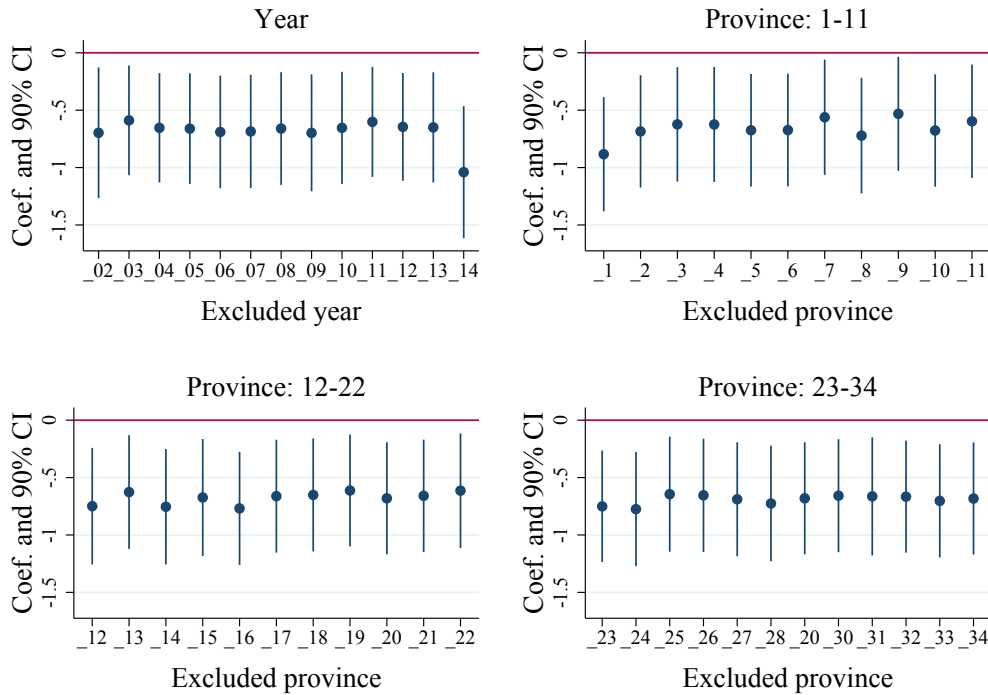 Year
Coef. and 90% CI
0
-.5
-1
-1.5
_02 _03 _04 _05 _06 _07 _08 _09 _10 _11 _12 _13 _14
Excluded year
Province: 1-11
Coef. and 90% CI
0
-.5
-1
-1.5
_1 _2 _3 _4 _5 _6 _7 _8 _9 _10 _11
Excluded province
Province: 12-22
Coef. and 90% CI
0
-.5
-1
-1.5
_12 _13 _14 _15 _16 _17 _18 _19 _20 _21 _22
Excluded province
Province: 23-34
Coef. and 90% CI
0
-.5
-1
-1.5
_23 _24 _25 _26 _27 _28 _20 _30 _31 _32 _33 _34
Excluded province